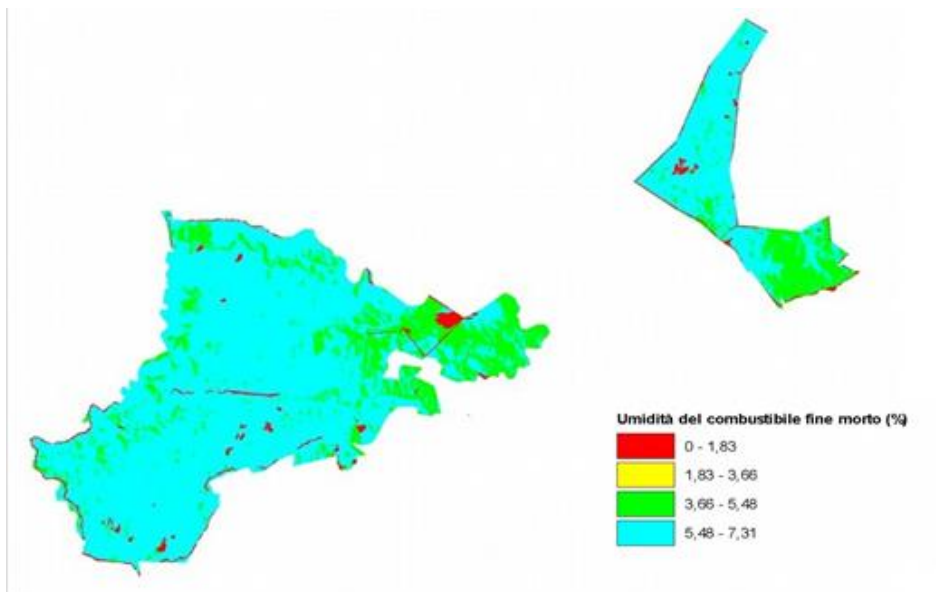 Umidità del combustibile fine morto (%)
0 - 1,83
1,83 - 3,66
3,66 - 5,48
5,48 - 7,31